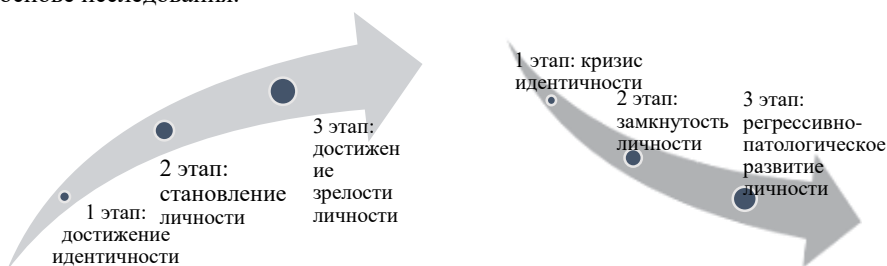 основе исследования.
1 этап:
достижение
идентичности
2 этап:
становление
личности
3 этап:
достижен
ие
зрелости
личности
1 этап: кризис
идентичности
2 этап:
замкнутость
личности
3 этап:
регрессивно-
патологическое
развитие
личности